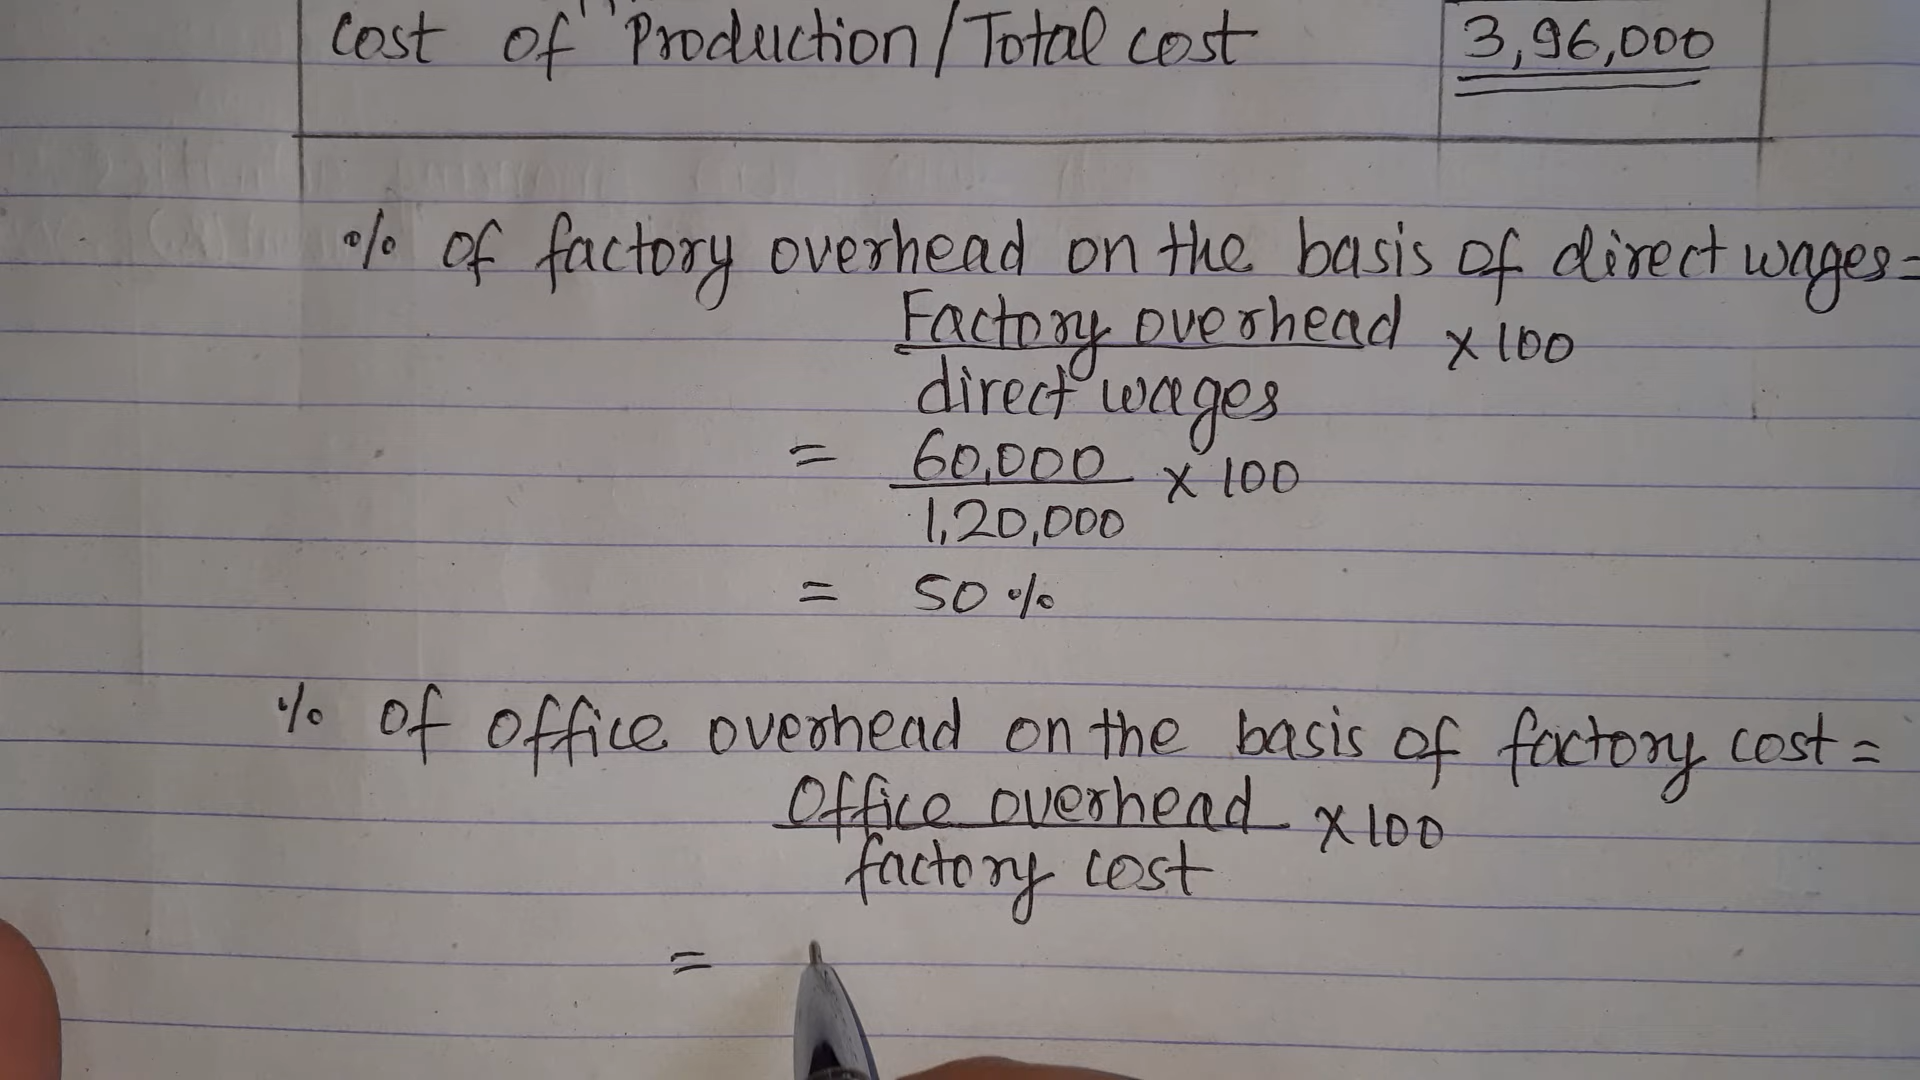 Cost of Production/Total cost 3,96,000
% of factory overhead on the basis of direct wages=
Factory overhead x 100
direct wages
= 60,000 x 100
1,20,000
= 50 %
% of office overhead on the basis of factory cost =
Office overhead x 100
factory cost
=